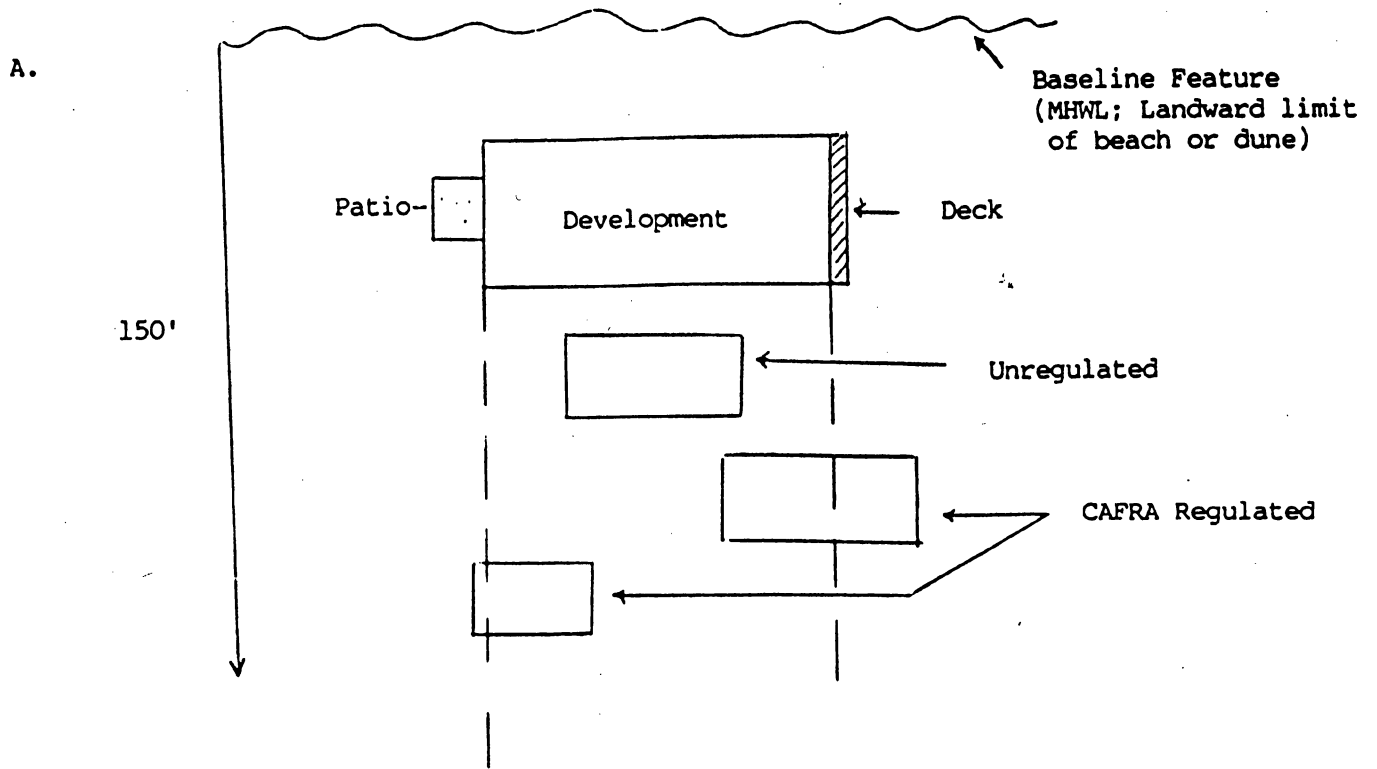 A.
Baseline Feature
(MHWL; Landward limit
of beach or dune)
Patio-
Development
Deck
150'
Unregulated
CAFRA Regulated